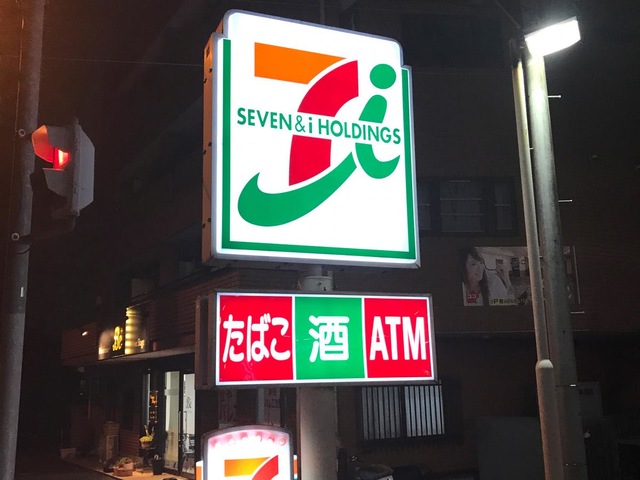 SEVEN & i HOLDINGS
たばこ
酒
ATM